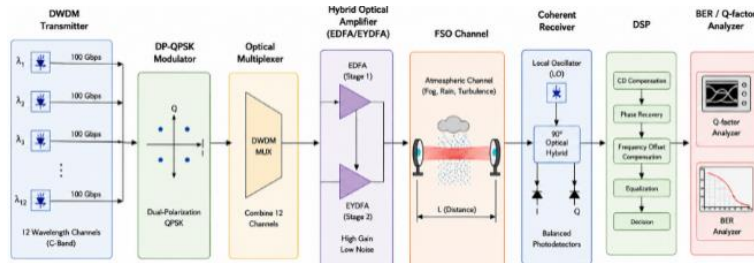 DWDM
Transmitter
λ1
100 Gbps
λ2
100 Gbps
λ3
100 Gbps
λ12
100 Gbps
12 Wavelength Channels
(C-Band)
DP-QPSK
Modulator
Q
I
Dual-Polarization
QPSK
Optical
Multiplexer
DWDM
MUX
Combine 12
Channels
Hybrid Optical
Amplifier
(EDFA/EYDFA)
EDFA
(Stage 1)
EYDFA
(Stage 2)
High Gain
Low Noise
FSO Channel
Atmospheric Channel
(Fog, Rain, Turbulence)
L (Distance)
Coherent
Receiver
Local Oscillator
(LO)
90°
Optical
Hybrid
I
Q
Balanced
Photodetectors
DSP
CD Compensation
Phase Recovery
Frequency Offset
Compensation
Equalization
Decision
BER / Q-factor
Analyzer
Q-factor
Analyzer
BER
Analyzer